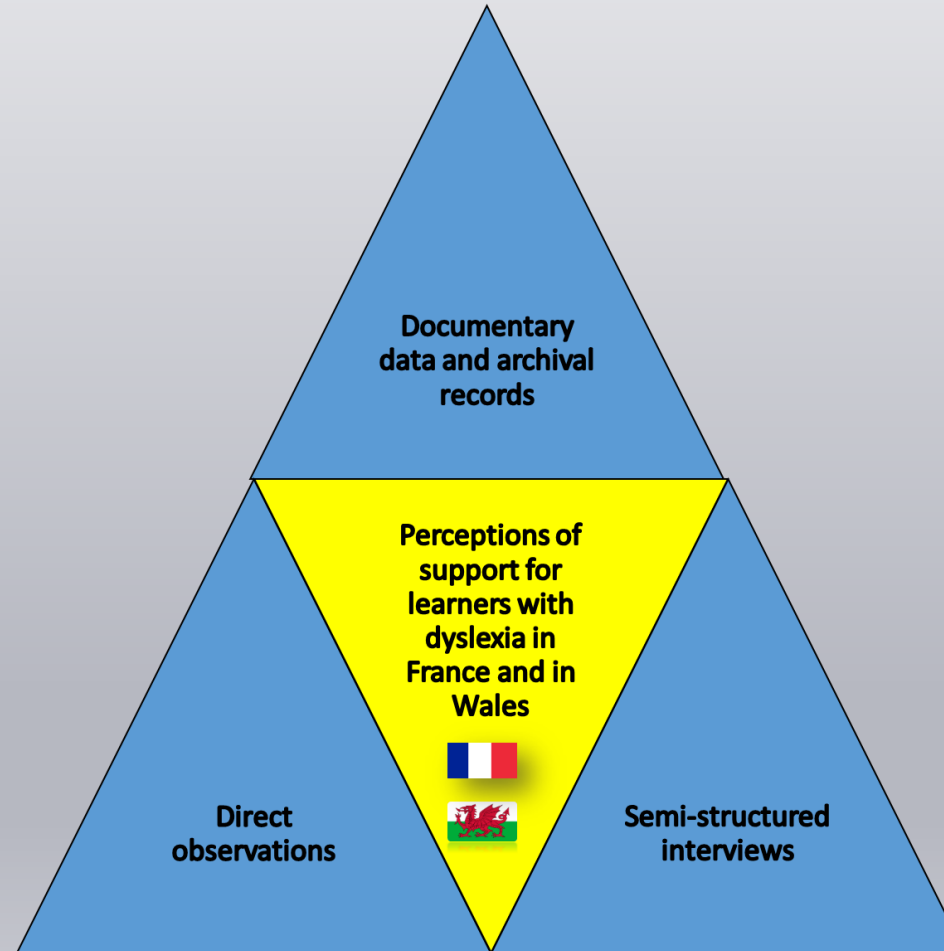 Documentary
data and archival
records
Perceptions of
support for
learners with
dyslexia in
France and in
Wales
Direct
observations
Semi-structured
interviews